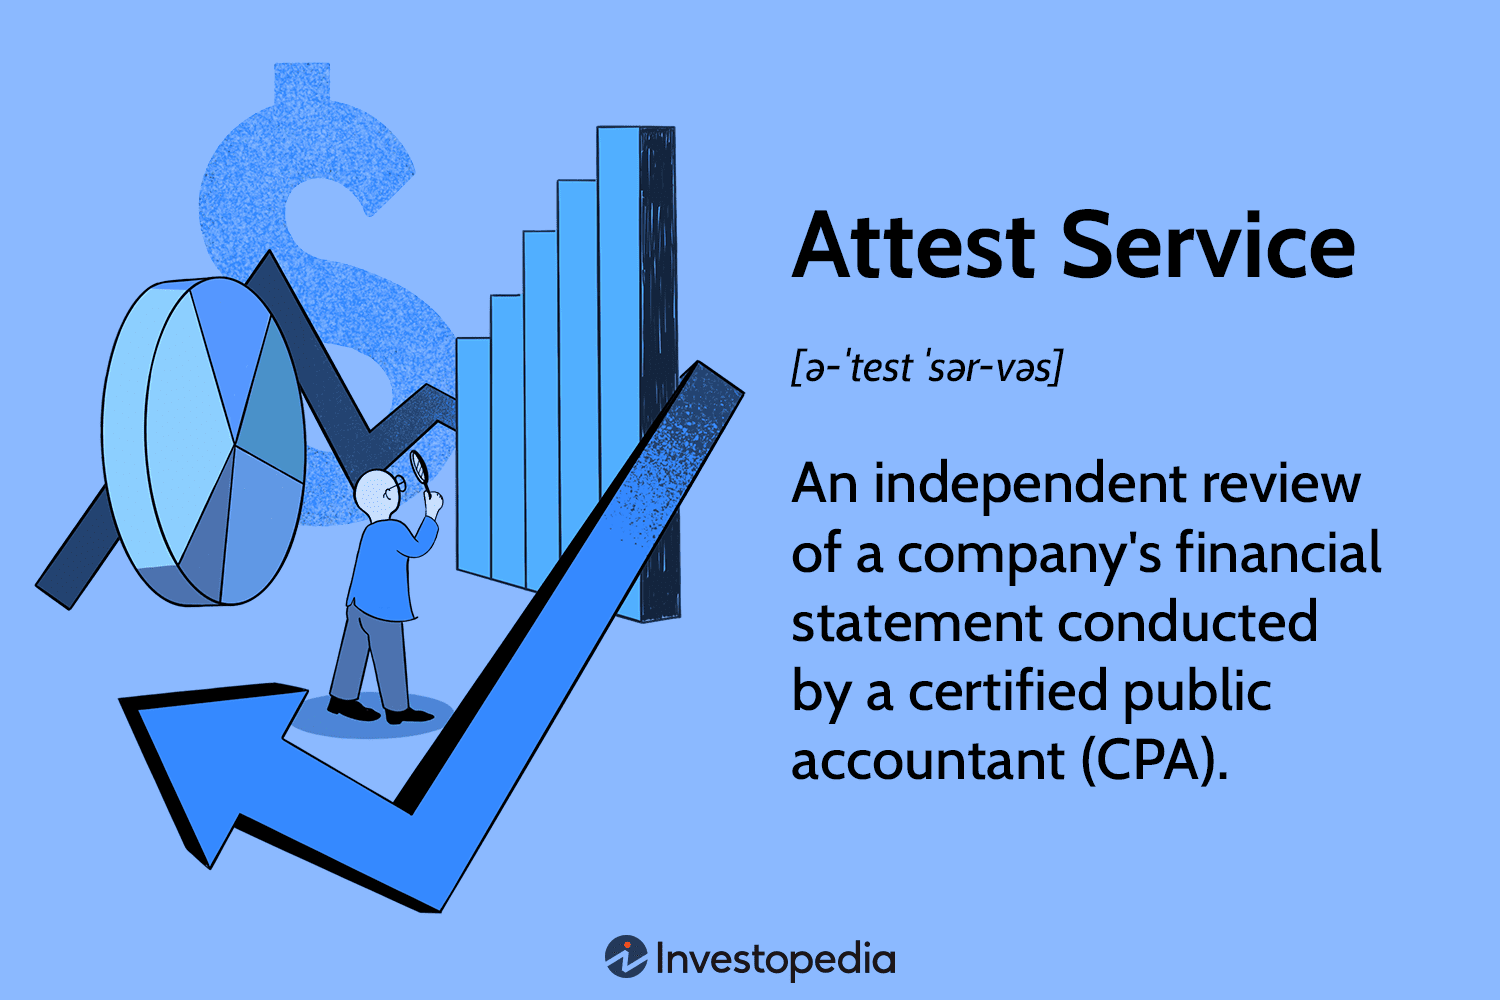 Attest Service
[ə-ˈtest ˈsər-vəs]
An independent review
of a company's financial
statement conducted
by a certified public
accountant (CPA).
Investopedia